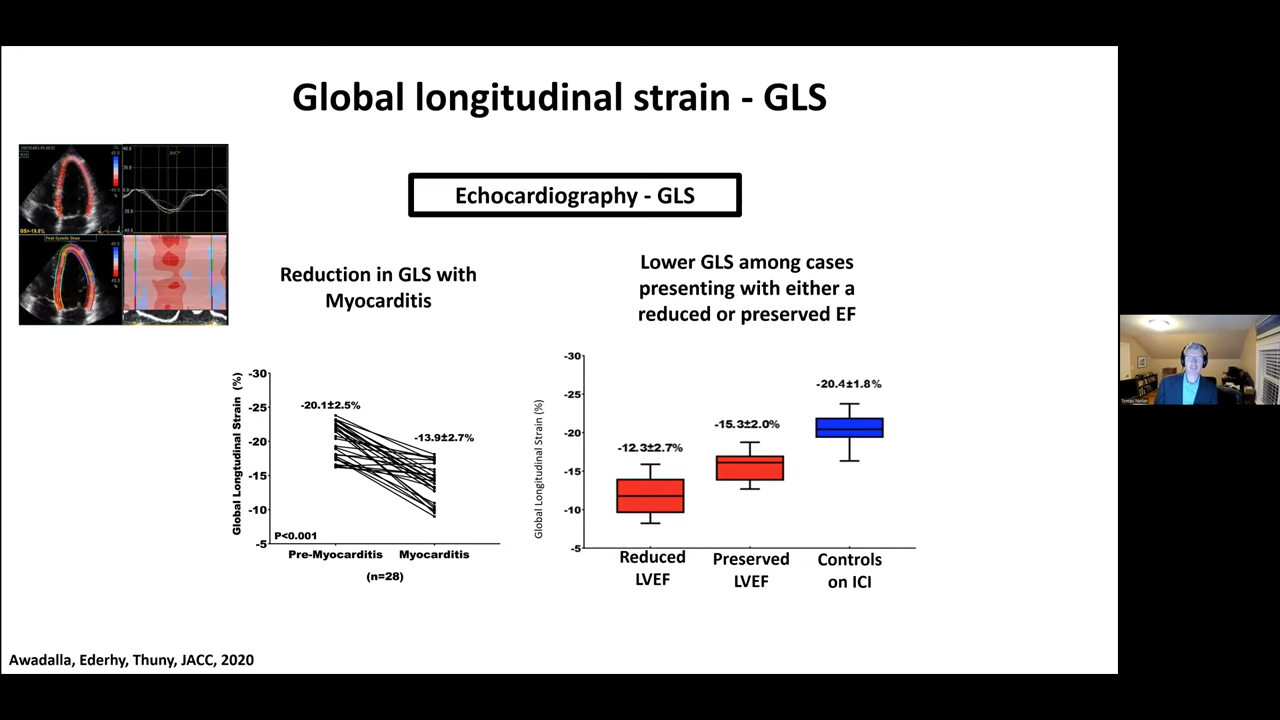 Global longitudinal strain - GLS
Echocardiography - GLS
Reduction in GLS with
Myocarditis
Lower GLS among cases
presenting with either a
reduced or preserved EF
Global Longtudinal Strain (%)
-30
-25
-20
-15
-10
-5
-20.1±2.5%
-13.9±2.7%
P<0.001
Pre-Myocarditis
Myocarditis
(n=28)
Global Longitudinal Strain (%)
-30
-25
-20
-15
-10
-5
-12.3±2.7%
-15.3±2.0%
-20.4±1.8%
Reduced
LVEF
Preserved
LVEF
Controls
on ICI
Awadalla, Ederhy, Thuny, JACC, 2020